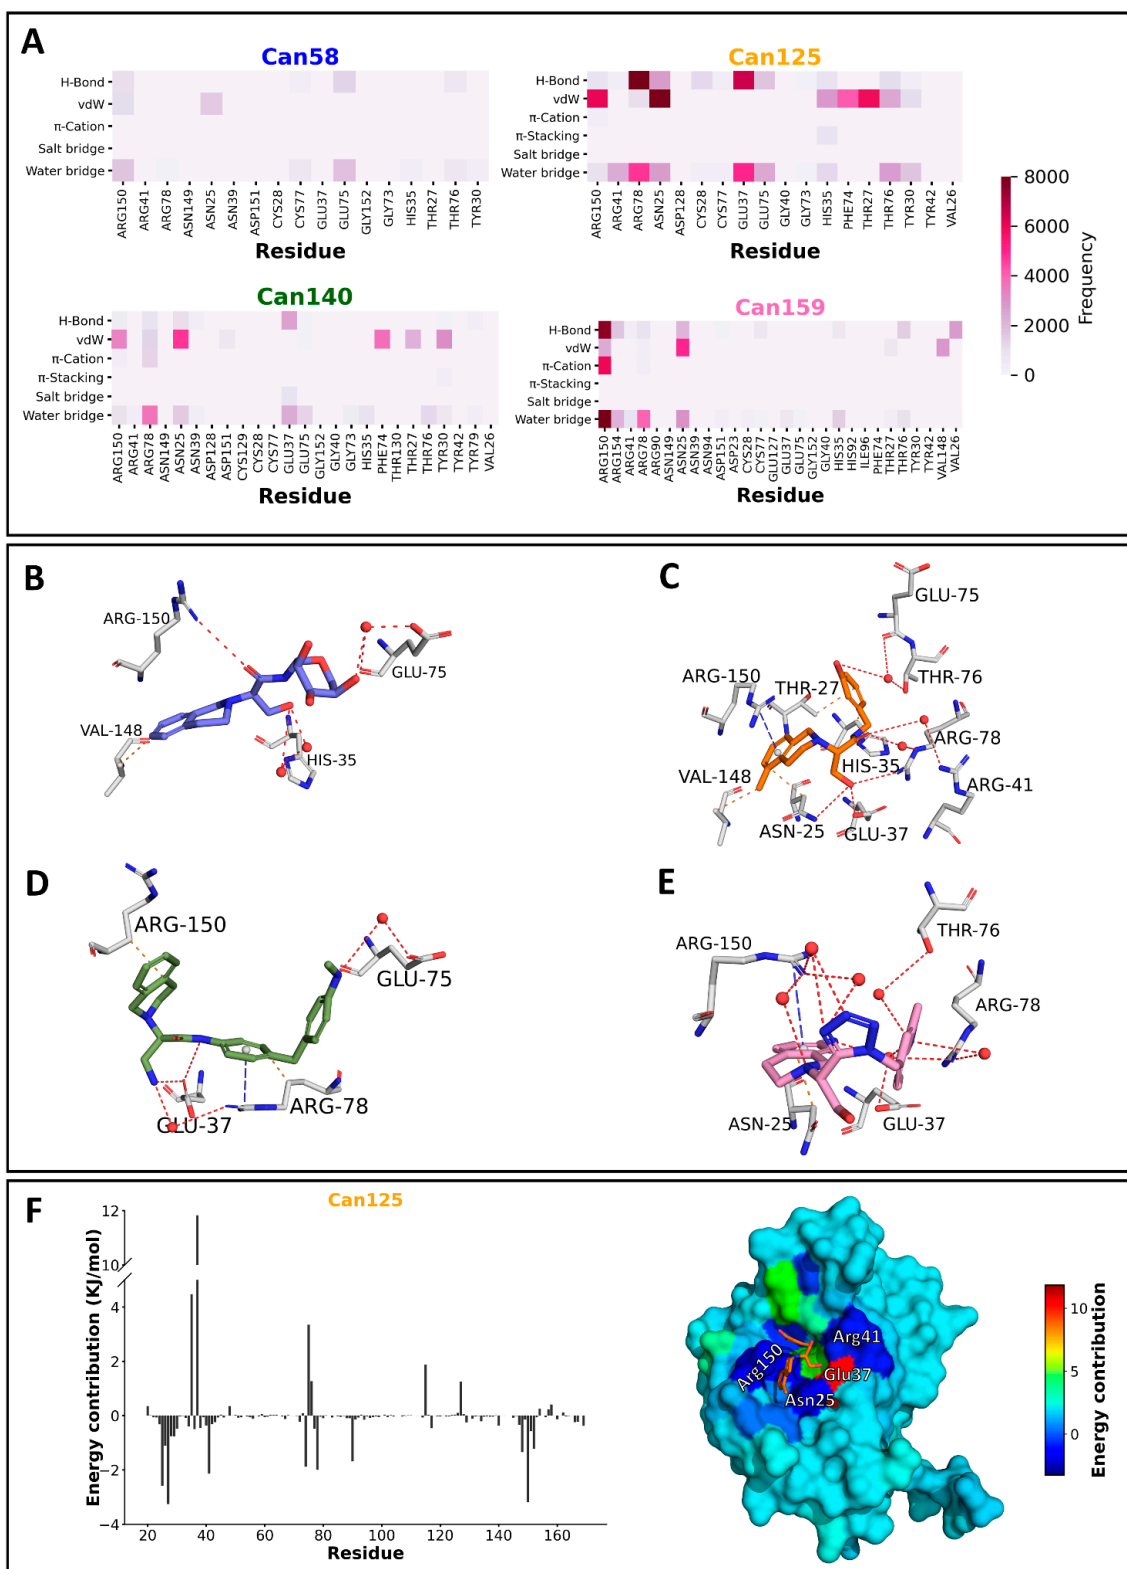 A
Can58
H-Bond
vdW
π-Cation
Salt bridge
Water bridge
ARG150 ARG41 ARG78 ASN149 ASN25 ASN39 ASP151 CYS28 CYS77 GLU37 GLU75 GLY152 GLY73 HIS35 THR27 THR76 TYR30
Residue
Can125
H-Bond
vdW
π-Cation
π-Stacking
Salt bridge
Water bridge
ARG150 ARG41 ARG78 ASN25 ASP128 CYS28 CYS77 GLU37 GLU75 GLY40 GLY73 HIS35 PHE74 THR27 THR76 TYR30 TYR42 VAL26
Residue
8000
6000
4000
2000
0
Frequency
Can140
H-Bond
vdW
π-Cation
π-Stacking
Salt bridge
Water bridge
ARG150 ARG41 ARG78 ASN149 ASN25 ASN39 ASP128 ASP151 CYS129 CYS28 CYS77 GLU37 GLU75 GLY152 GLY40 GLY73 HIS35 PHE74 THR130 THR27 THR76 TYR30 TYR42 TYR79 VAL26
Residue
Can159
H-Bond
vdW
π-Cation
π-Stacking
Salt bridge
Water bridge
ARG150 ARG154 ARG41 ARG78 ARG90 ASN149 ASN25 ASN39 ASN94 ASP151 ASP23 CYS28 CYS77 GLU127 GLU37 GLU75 GLY152 GLY40 HIS35 HIS92 ILE96 PHE74 THR27 THR76 TYR30 TYR42 VAL148 VAL26
Residue
B
ARG-150
GLU-75
VAL-148
HIS-35
C
GLU-75
ARG-150
THR-27
THR-76
ARG-78
HIS-35
VAL-148
ARG-41
ASN-25
GLU-37
D
ARG-150
GLU-75
GLU-37
ARG-78
E
THR-76
ARG-150
ARG-78
ASN-25
GLU-37
F
Can125
Energy contribution (KJ/mol)
12
10
4
2
0
−2
−4
20 40 60 80 100 120 140 160
Residue
Arg41
Arg150
Glu37
Asn25
10
5
0
Energy contribution